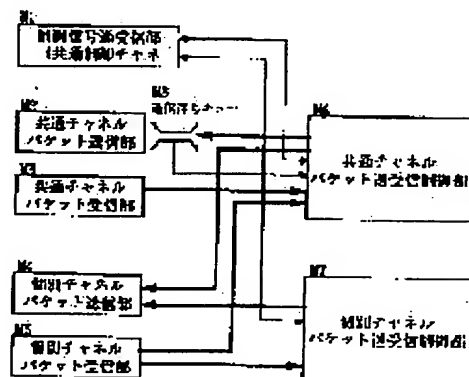 M1
制御信号送受信部
(共通制御)チャネ
M2
共通チャネル
パケット送信部
M8
送信待ちキュー
M3
共通チャネル
パケット受信部
M6
共通チャネル
パケット送受信制御部
M4
個別チャネル
パケット送信部
M5
個別チャネル
パケット受信部
M7
個別チャネル
パケット送受信制御部